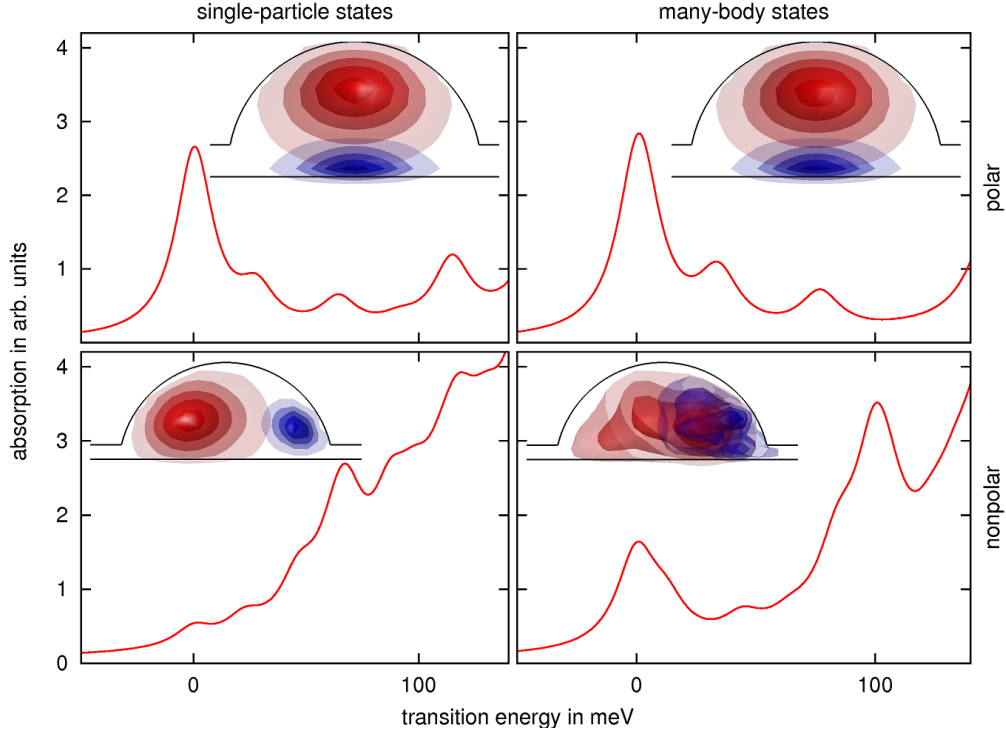 single-particle states
many-body states
absorption in arb. units
4
3
2
1
polar
4
3
2
1
0
nonpolar
0
100
0
100
transition energy in meV